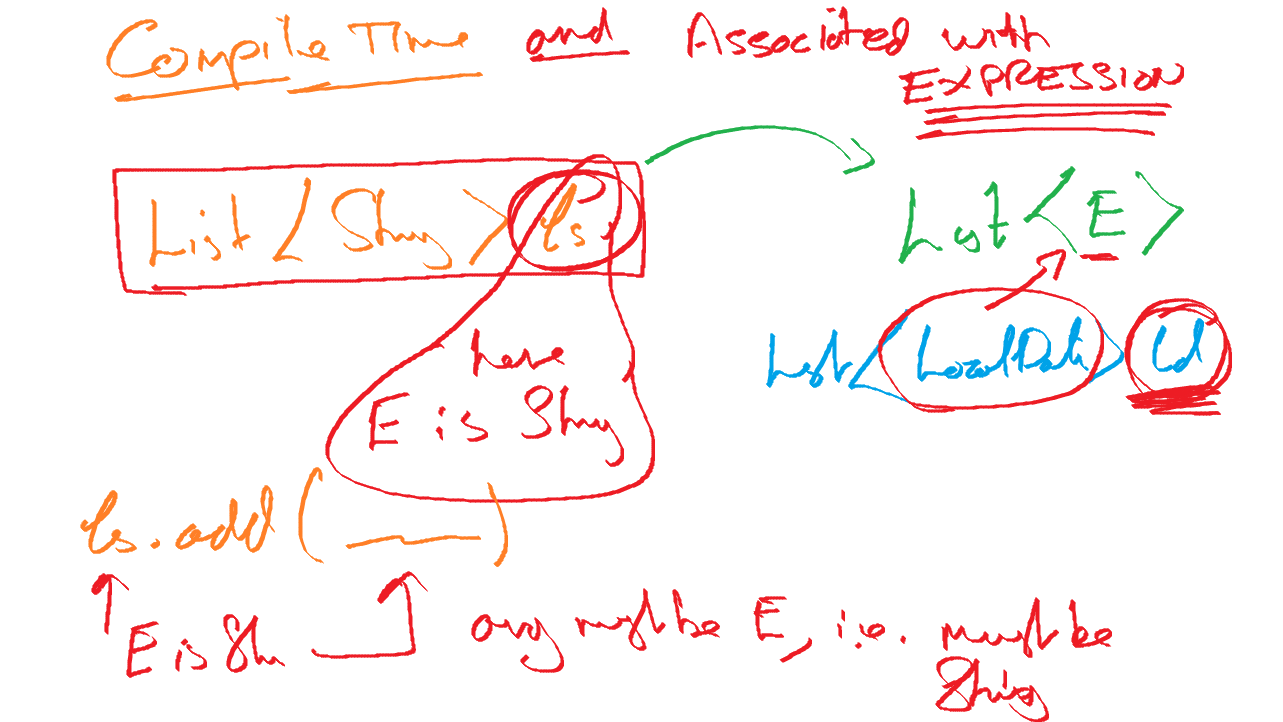 Compile Time and Associated with
EXPRESSION
List <String> ls
List <E>
List <LocalDate> ld
here
E is String
ls.add ( )
E is Str
arg must be E, i.e. must be
String